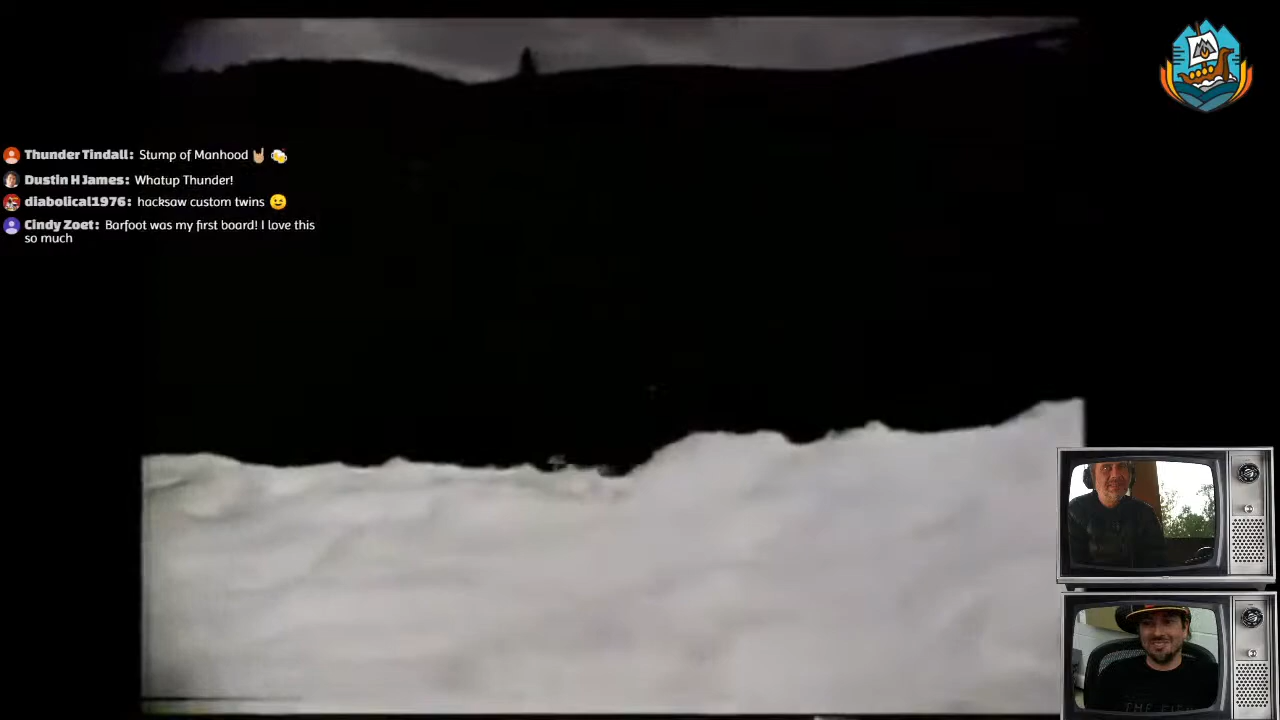 Thunder Tindall: Stump of Manhood 🤘🏼 🍻
Dustin H James: Whatup Thunder!
diabolical1976: hacksaw custom twins 😉
Cindy Zoet: Barfoot was my first board! I love this
so much